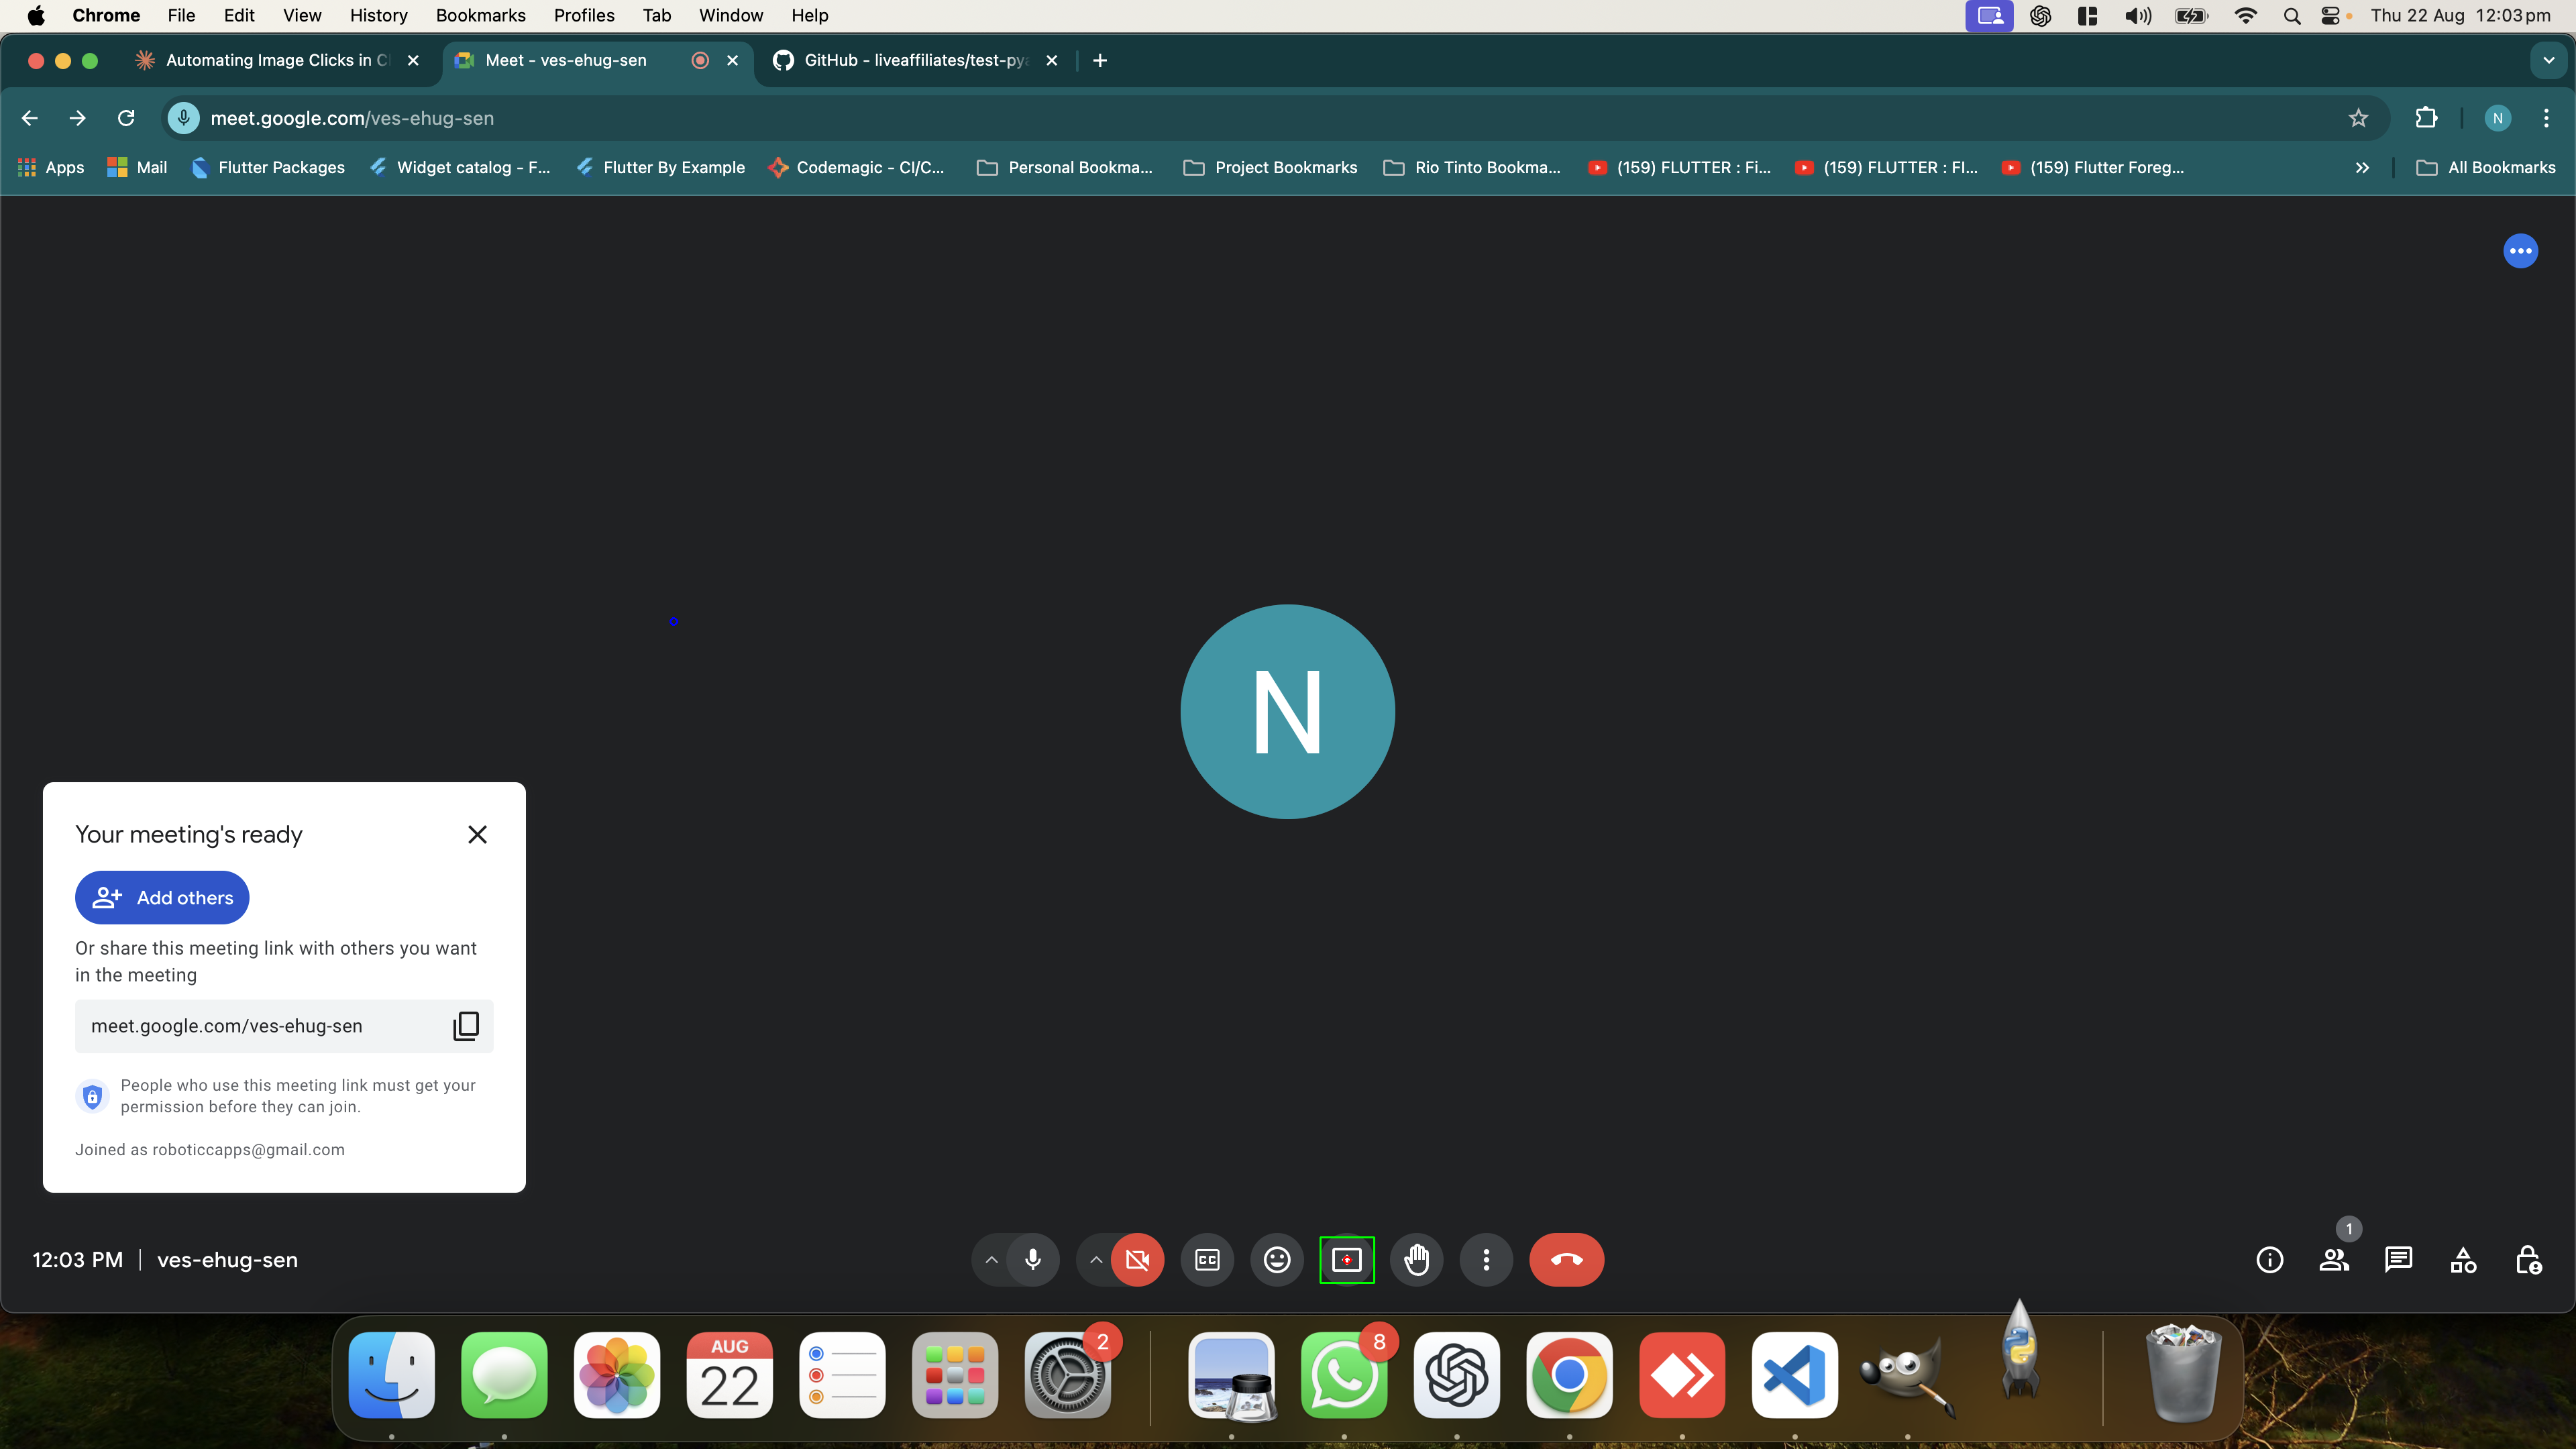 Chrome File Edit View History Bookmarks Profiles Tab Window Help Thu 22 Aug 12:03 pm
Automating Image Clicks in C Meet - ves-ehug-sen GitHub - liveaffiliates/test-pya
meet.google.com/ves-ehug-sen N
Apps Mail Flutter Packages Widget catalog - F... Flutter By Example Codemagic - CI/C... Personal Bookma... Project Bookmarks Rio Tinto Bookma... (159) FLUTTER : Fi... (159) FLUTTER : Fl... (159) Flutter Foreg... All Bookmarks
N
Your meeting's ready
Add others
Or share this meeting link with others you want
in the meeting
meet.google.com/ves-ehug-sen
People who use this meeting link must get your
permission before they can join.
Joined as roboticcapps@gmail.com
1
12:03 PM ves-ehug-sen CC
AUG 2 8
22